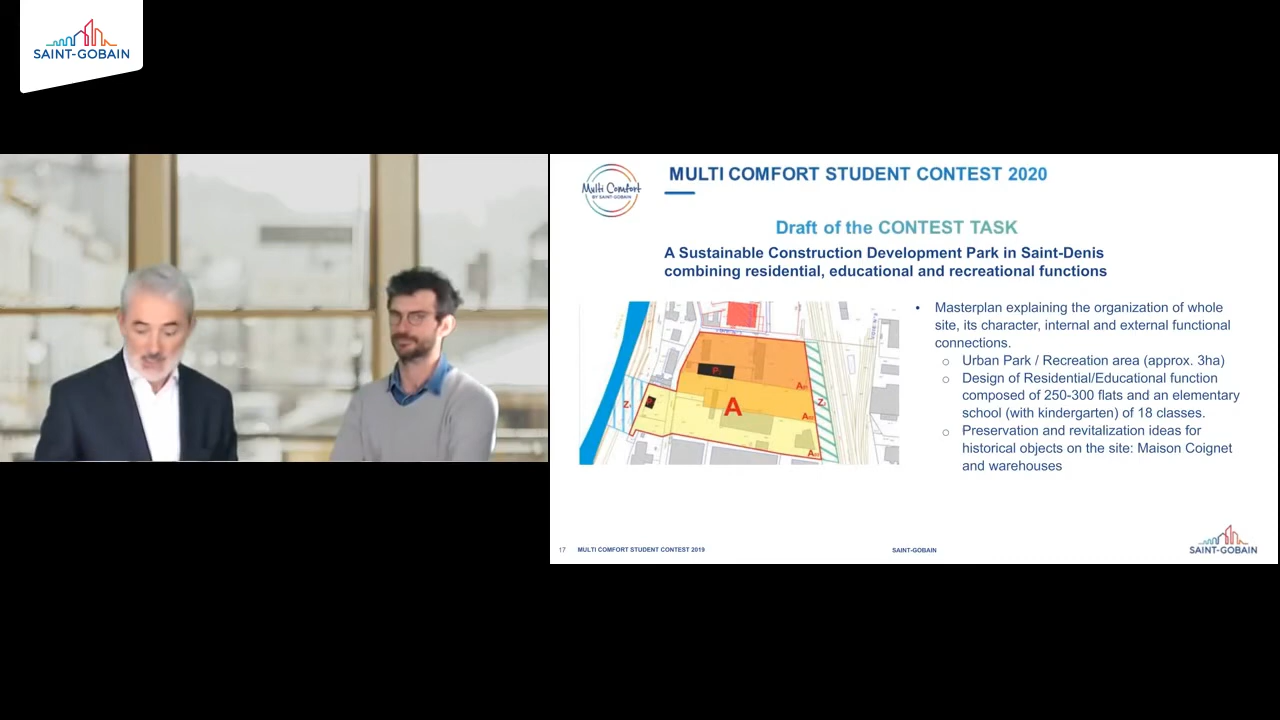 SAINT-GOBAIN
Multi Comfort
BY SAINT-GOBAIN
MULTI COMFORT STUDENT CONTEST 2020
Draft of the CONTEST TASK
A Sustainable Construction Development Park in Saint-Denis
combining residential, educational and recreational functions
A
• Masterplan explaining the organization of whole
site, its character, internal and external functional
connections.
o Urban Park / Recreation area (approx. 3ha)
o Design of Residential/Educational function
composed of 250-300 flats and an elementary
school (with kindergarten) of 18 classes.
o Preservation and revitalization ideas for
historical objects on the site: Maison Coignet
and warehouses
17 MULTI COMFORT STUDENT CONTEST 2019
SAINT-GOBAIN
SAINT-GOBAIN